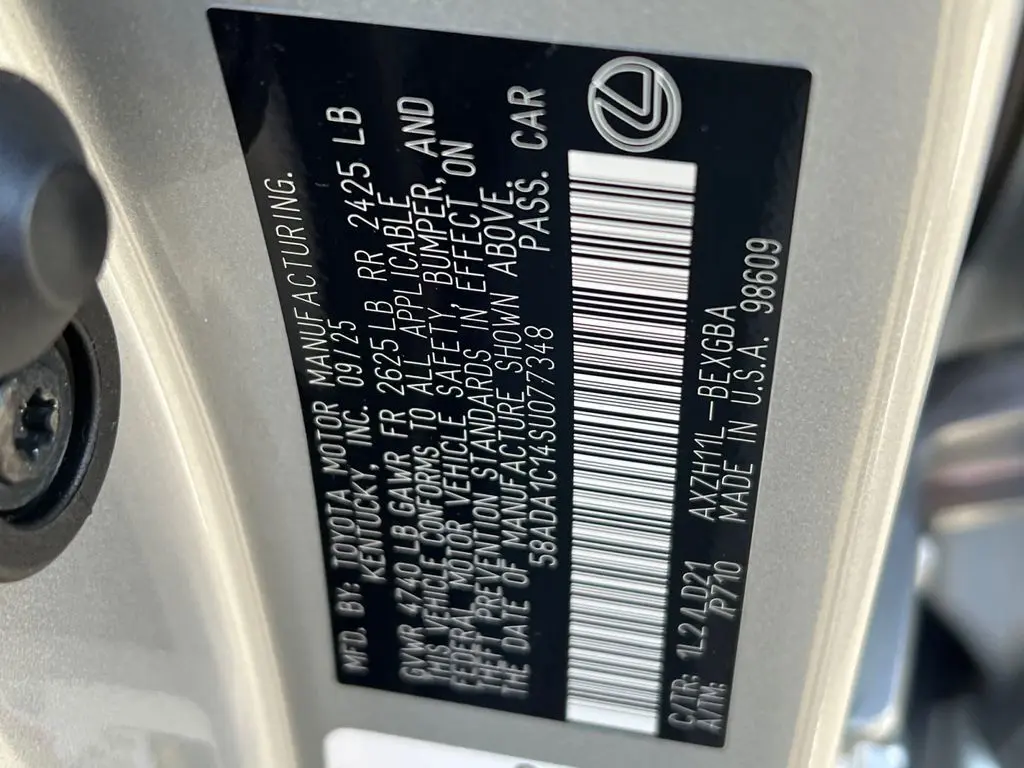 MFD. BY: TOYOTA MOTOR MANUFACTURING.
KENTUCKY, INC. 09/25
GVWR 4740 LB GAWR FR 2625 LB RR 2425 LB
THIS VEHICLE CONFORMS TO ALL APPLICABLE
FEDERAL MOTOR VEHICLE SAFETY, BUMPER, AND
THEFT PREVENTION STANDARDS IN EFFECT ON
THE DATE OF MANUFACTURE SHOWN ABOVE.
58ADA1C14SU077348 PASS. CAR
C/TR: 1L2/LD21 AXZH11L-BEXGBA
A/TM: /P710 MADE IN U.S.A. 98609